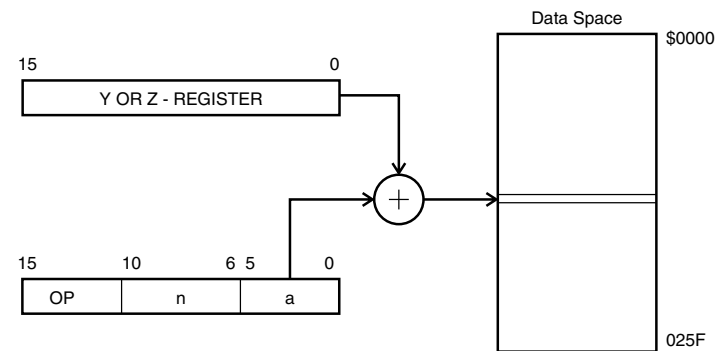 Data Space
$0000
15 0
Y OR Z - REGISTER
+
15 10 6 5 0
OP n a
025F